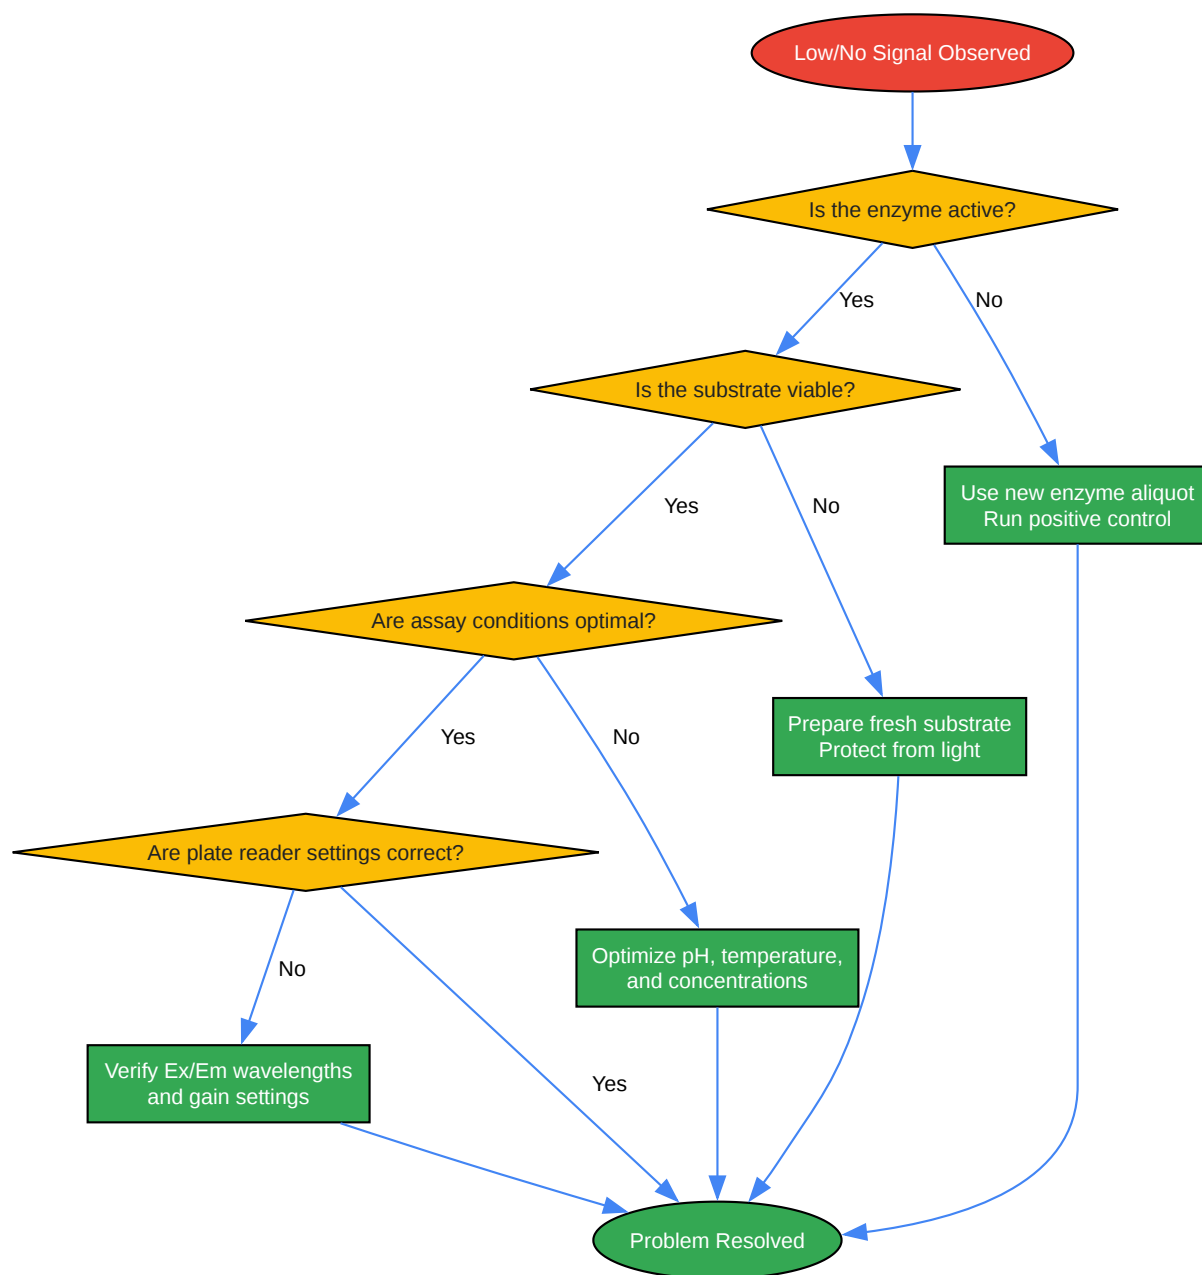 Low/No Signal Observed
Is the enzyme active?
Yes
No
Is the substrate viable?
Use new enzyme aliquot
Run positive control
Yes
No
Are assay conditions optimal?
Prepare fresh substrate
Protect from light
Yes
No
Are plate reader settings correct?
Optimize pH, temperature,
and concentrations
No
Verify Ex/Em wavelengths
and gain settings
Yes
Problem Resolved